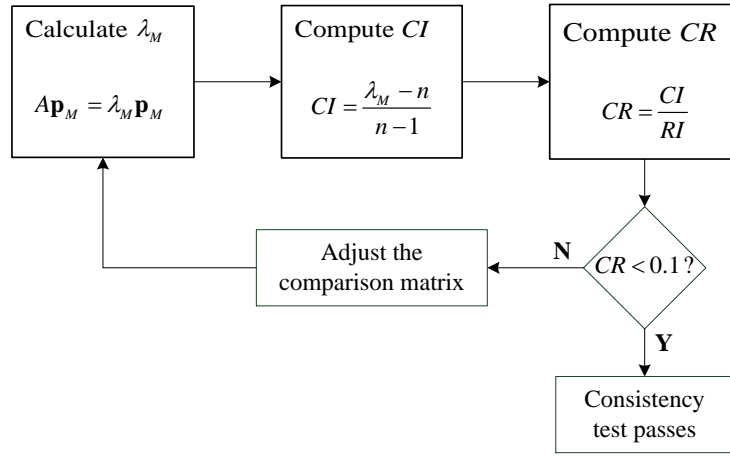 Calculate λ_M
A𝐩_M = λ_M 𝐩_M
Compute CI
CI = (λ_M − n) / (n − 1)
Compute CR
CR = CI / RI
CR < 0.1?
N
Adjust the
comparison matrix
Y
Consistency
test passes